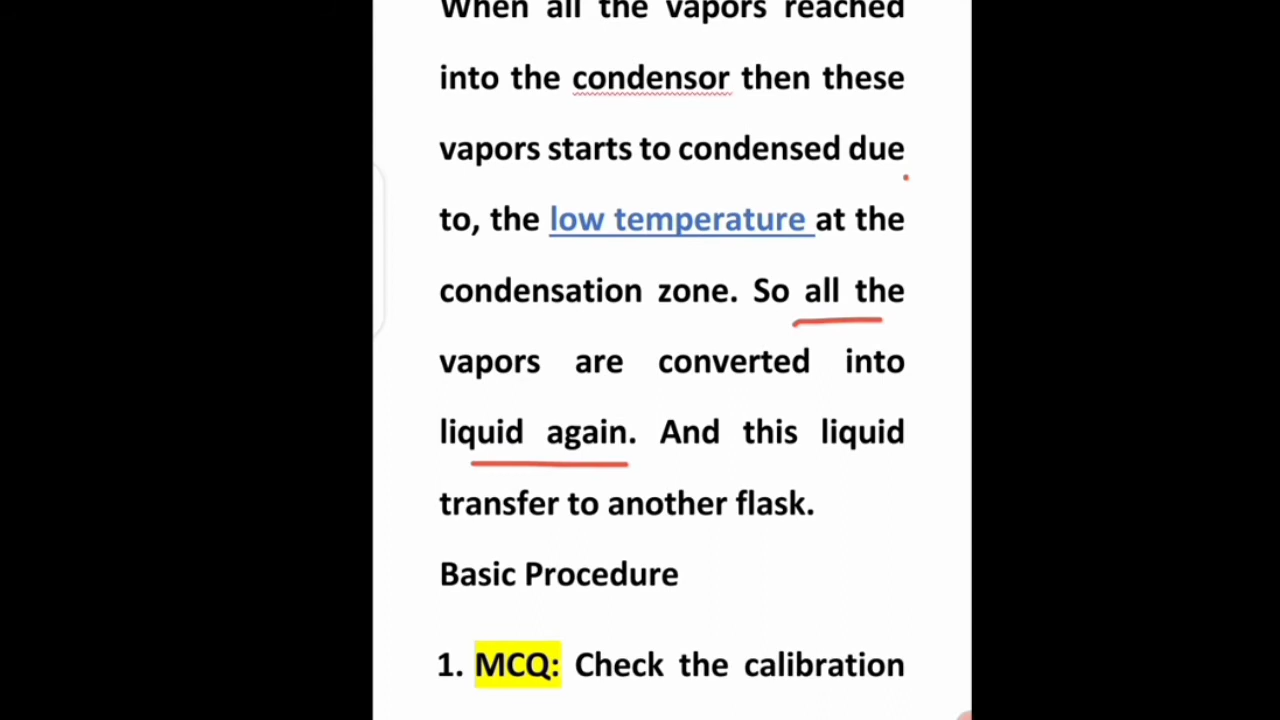 When all the vapors reached
into the condensor then these
vapors starts to condensed due
to, the low temperature at the
condensation zone. So all the
vapors are converted into
liquid again. And this liquid
transfer to another flask.
Basic Procedure
1. MCQ: Check the calibration